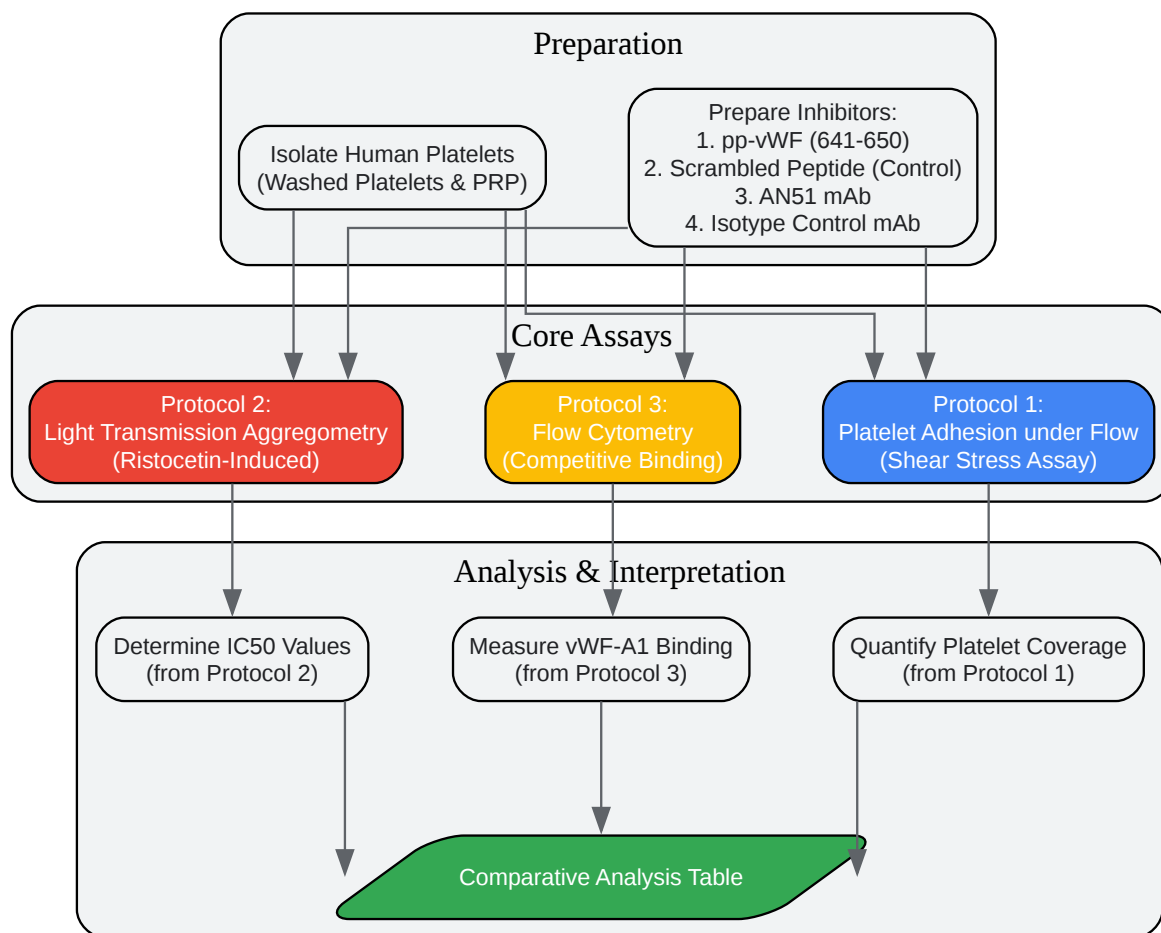 Preparation
Isolate Human Platelets
(Washed Platelets & PRP)
Prepare Inhibitors:
1. pp-vWF (641-650)
2. Scrambled Peptide (Control)
3. AN51 mAb
4. Isotype Control mAb
Core Assays
Protocol 2:
Light Transmission Aggregometry
(Ristocetin-Induced)
Protocol 3:
Flow Cytometry
(Competitive Binding)
Protocol 1:
Platelet Adhesion under Flow
(Shear Stress Assay)
Analysis & Interpretation
Determine IC50 Values
(from Protocol 2)
Measure vWF-A1 Binding
(from Protocol 3)
Quantify Platelet Coverage
(from Protocol 1)
Comparative Analysis Table